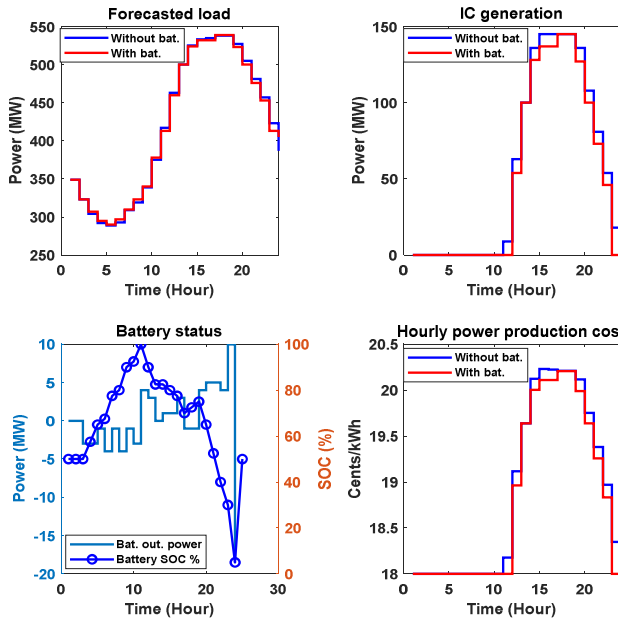 Forecasted load
550
500
450
400
350
300
250
Power (MW)
0
5
10
15
20
Time (Hour)
Without bat.
With bat.
IC generation
150
100
50
0
Power (MW)
0
5
10
15
20
Time (Hour)
Without bat.
With bat.
Battery status
10
5
0
-5
-10
-15
-20
Power (MW)
100
80
60
40
20
0
SOC (%)
0
10
20
30
Time (Hour)
Bat. out. power
Battery SOC %
Hourly power production cos
20.5
20
19.5
19
18.5
18
Cents/kWh
0
5
10
15
20
Time (Hour)
Without bat.
With bat.